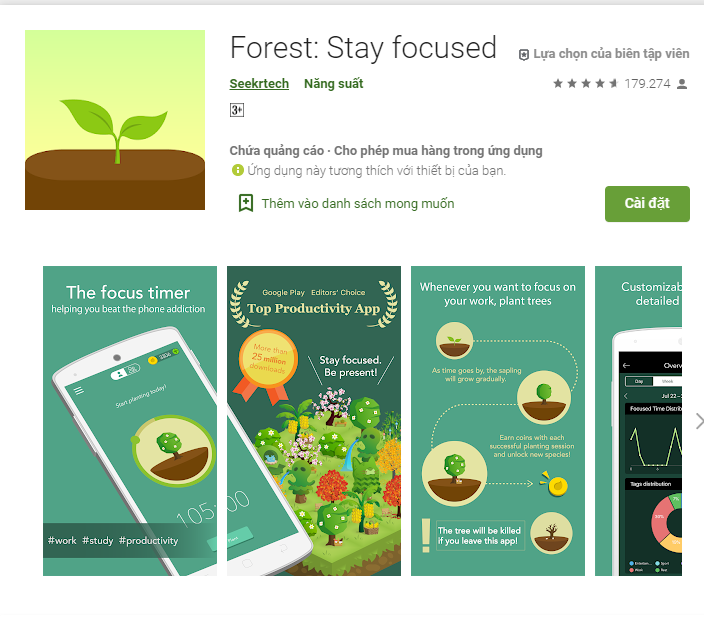 Forest: Stay focused
Lựa chọn của biên tập viên
Seekrtech Năng suất
179.274
3+
Chứa quảng cáo · Cho phép mua hàng trong ứng dụng
Ứng dụng này tương thích với thiết bị của bạn.
Thêm vào danh sách mong muốn
Cài đặt
The focus timer
helping you beat the phone addiction
Start planting today!
105:00
#work #study #productivity
Google Play Editors' Choice
Top Productivity App
More than
25 million
downloads
Stay focused.
Be present!
Whenever you want to focus on
your work, plant trees
As time goes by, the sapling
will grow gradually.
Earn coins with each
successful planting session
and unlock new species!
The tree will be killed
if you leave this app!
Customizab
detailed
Overv
Day Week
Jul 22 -
Focused Time Distrib
Tags distribution